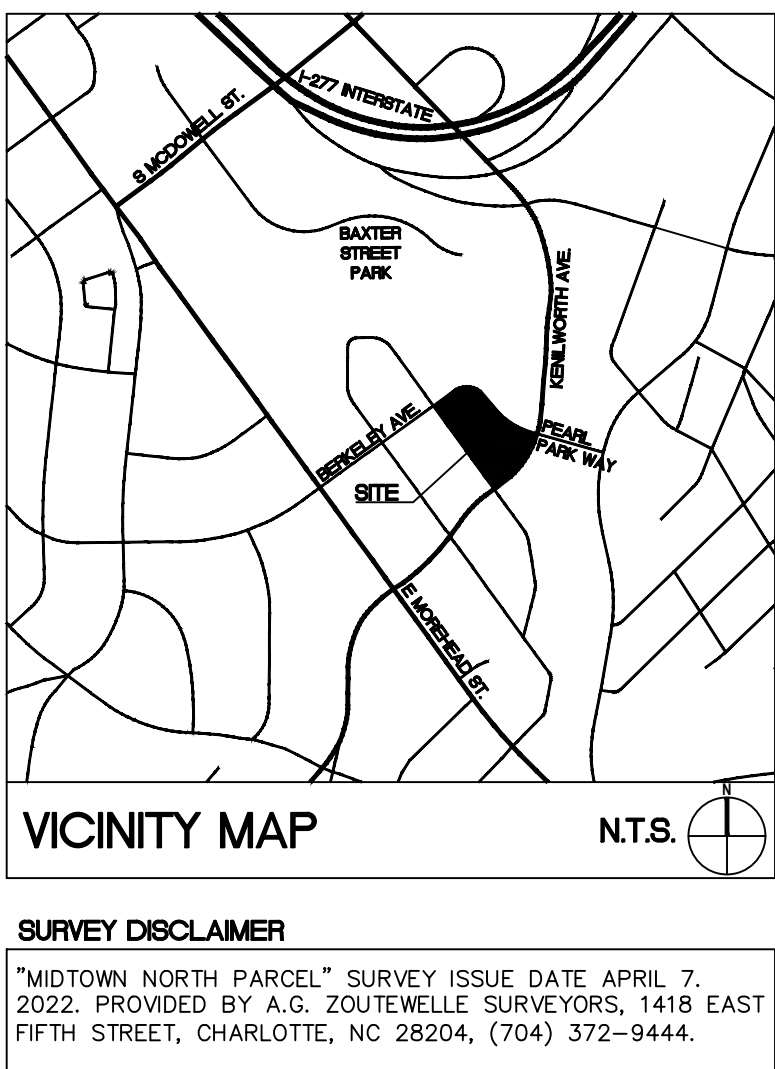 I-277 INTERSTATE
S MCDOWELL ST.
BAXTER
STREET
PARK
KENILWORTH AVE.
BERKELEY AVE.
PEARL
PARK WAY
SITE
E MOREHEAD ST.
VICINITY MAP
N.T.S.
N
SURVEY DISCLAIMER
"MIDTOWN NORTH PARCEL" SURVEY ISSUE DATE APRIL 7.
2022. PROVIDED BY A.G. ZOUTEWELLE SURVEYORS, 1418 EAST
FIFTH STREET, CHARLOTTE, NC 28204, (704) 372-9444.